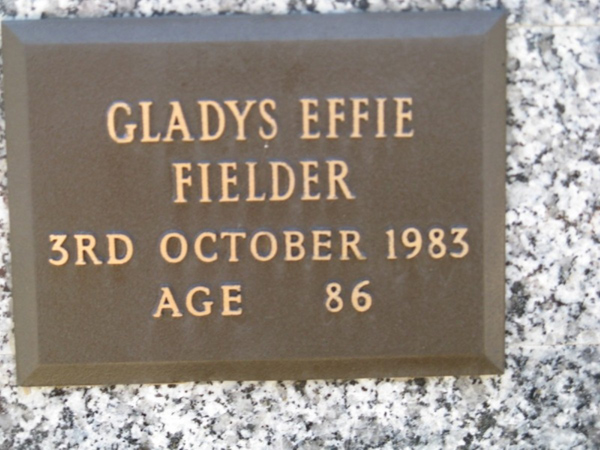 GLADYS EFFIE
FIELDER
3RD OCTOBER 1983
AGE 86